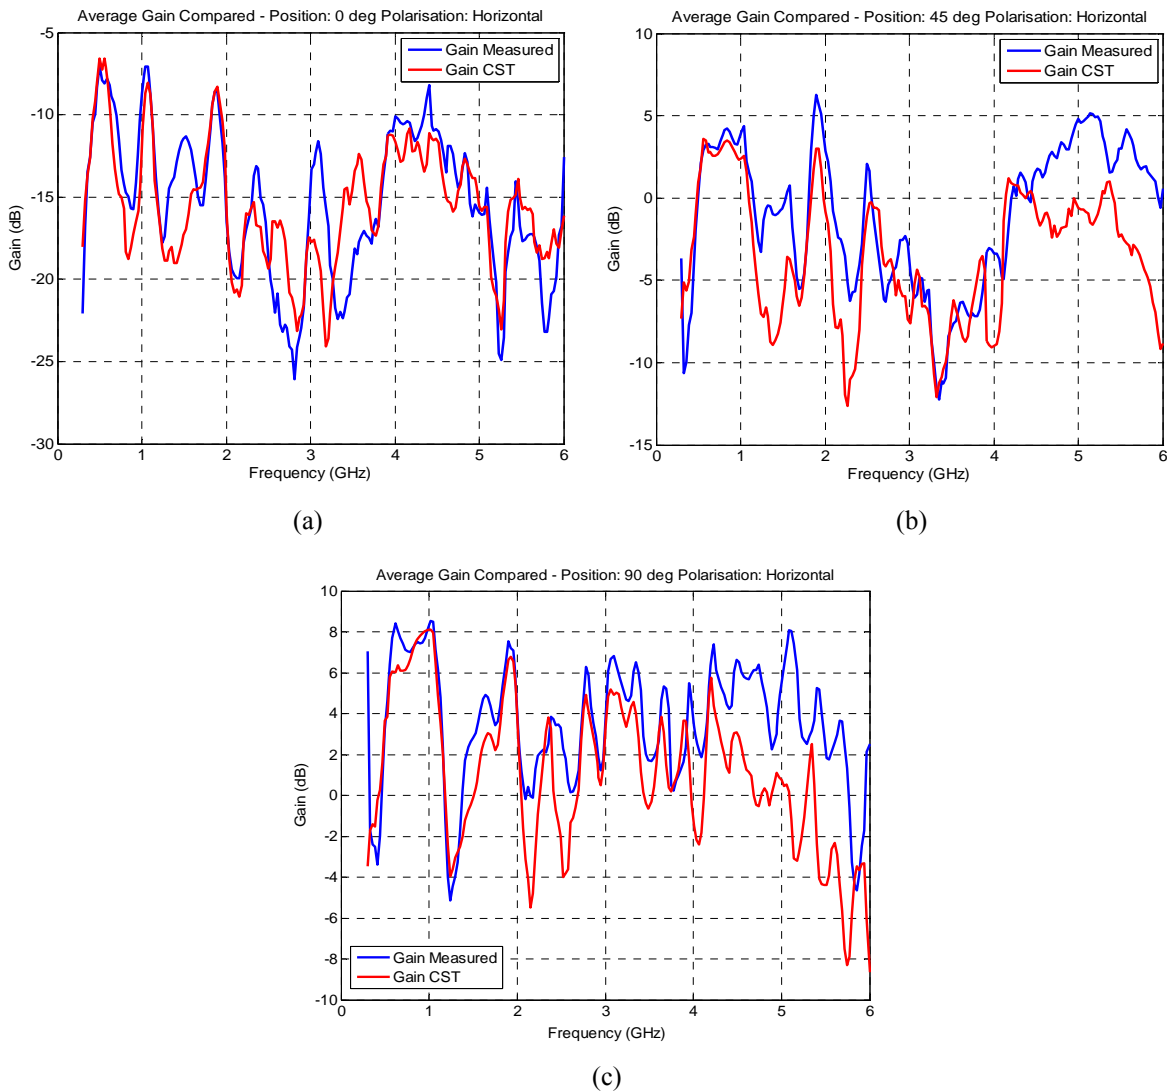 Average Gain Compared - Position: 0 deg Polarisation: Horizontal
-5
-10
-15
-20
-25
-30
Gain (dB)
Gain Measured
Gain CST
0 1 2 3 4 5 6
Frequency (GHz)
(a)
Average Gain Compared - Position: 45 deg Polarisation: Horizontal
10
5
0
-5
-10
-15
Gain (dB)
Gain Measured
Gain CST
0 1 2 3 4 5 6
Frequency (GHz)
(b)
Average Gain Compared - Position: 90 deg Polarisation: Horizontal
10
8
6
4
2
0
-2
-4
-6
-8
-10
Gain (dB)
Gain Measured
Gain CST
0 1 2 3 4 5 6
Frequency (GHz)
(c)